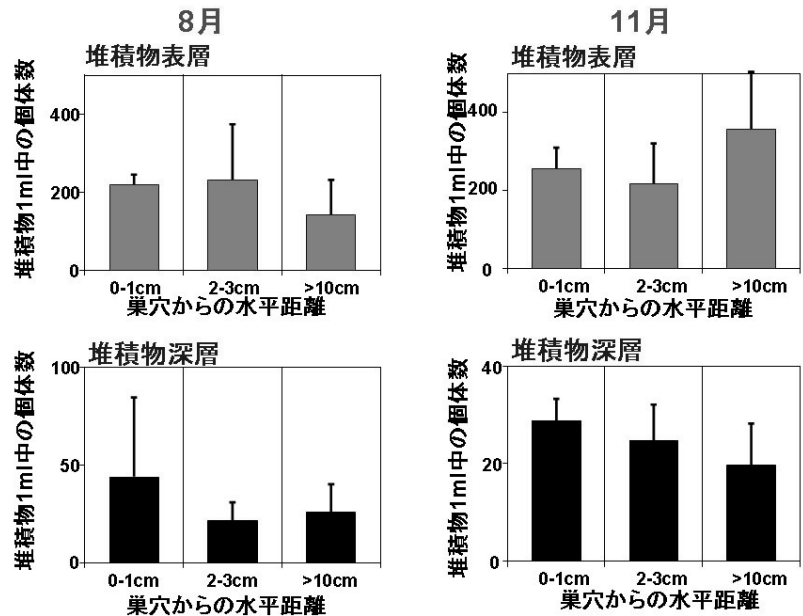 8月
堆積物表層
堆積物1ml中の個体数
400
200
0
0-1cm 2-3cm >10cm
巣穴からの水平距離
11月
堆積物表層
堆積物1ml中の個体数
400
200
0
0-1cm 2-3cm >10cm
巣穴からの水平距離
堆積物深層
堆積物1ml中の個体数
100
50
0
0-1cm 2-3cm >10cm
巣穴からの水平距離
堆積物深層
堆積物1ml中の個体数
40
20
0
0-1cm 2-3cm >10cm
巣穴からの水平距離